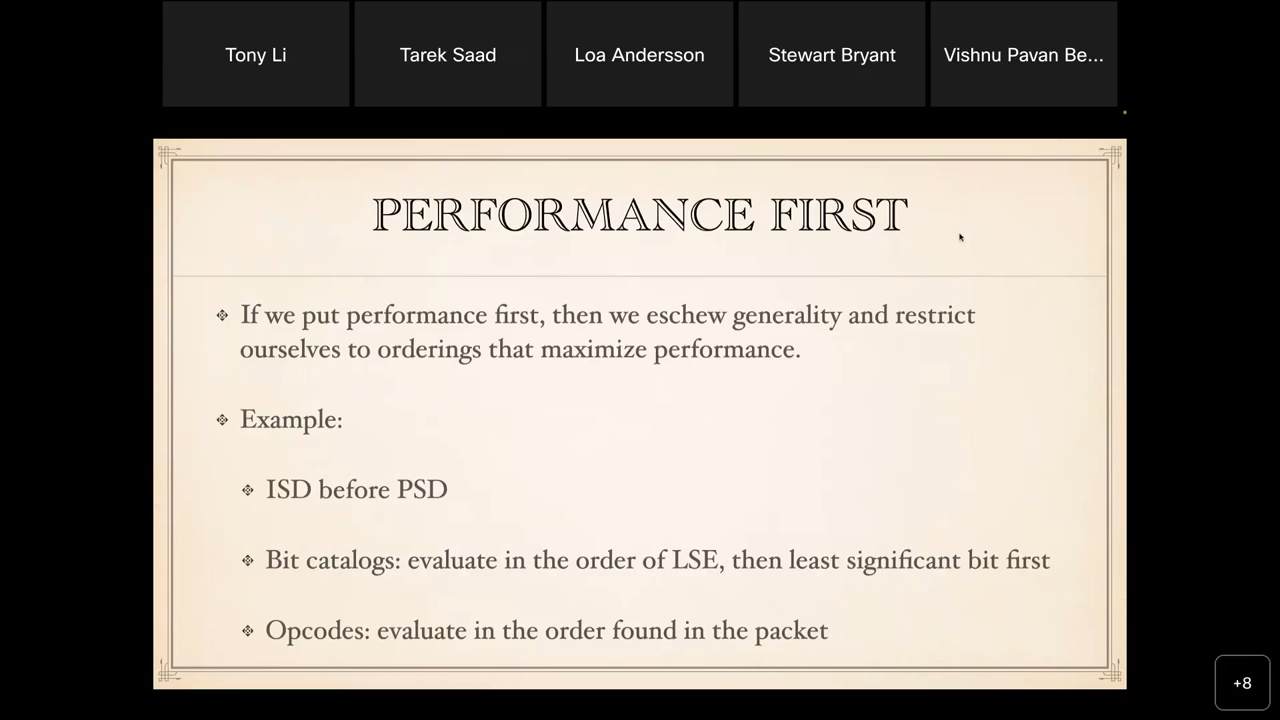 Tony Li
Tarek Saad
Loa Andersson
Stewart Bryant
Vishnu Pavan Be...
PERFORMANCE FIRST
If we put performance first, then we eschew generality and restrict
ourselves to orderings that maximize performance.
Example:
ISD before PSD
Bit catalogs: evaluate in the order of LSE, then least significant bit first
Opcodes: evaluate in the order found in the packet
+8